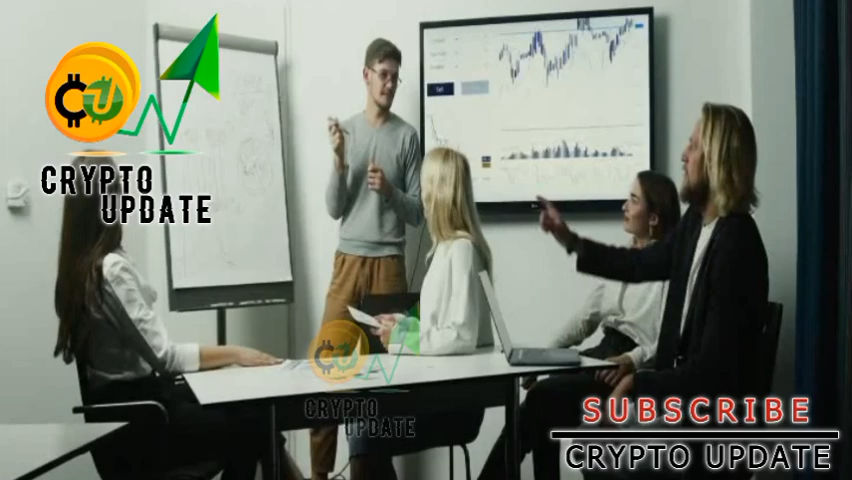 CRYPTO
UPDATE
CRYPTO
UPDATE
SUBSCRIBE
CRYPTO UPDATE